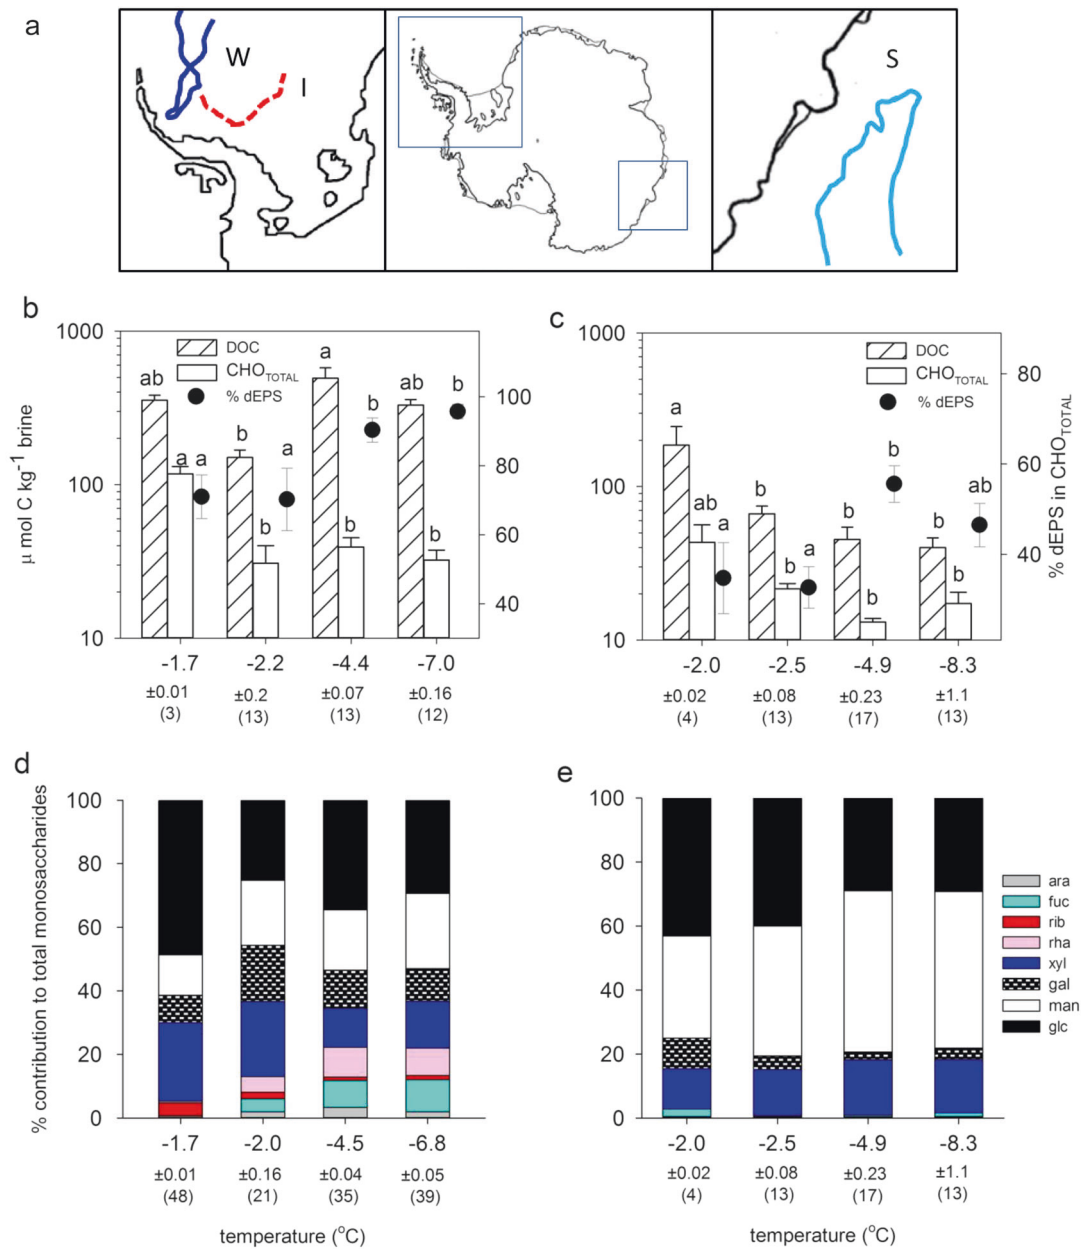 a
W
I
S
b
1000
100
10
μ mol C kg⁻¹ brine
DOC
CHO_TOTAL
% dEPS
ab
a
a
b
b
a
a
b
b
ab
b
b
100
80
60
40
-1.7
-2.2
-4.4
-7.0
±0.01
±0.2
±0.07
±0.16
(3)
(13)
(13)
(12)
c
1000
100
10
DOC
CHO_TOTAL
% dEPS
a
ab
a
b
b
a
b
b
b
b
b
ab
80
60
40
% dEPS in CHO_TOTAL
-2.0
-2.5
-4.9
-8.3
±0.02
±0.08
±0.23
±1.1
(4)
(13)
(17)
(13)
d
% contribution to total monosaccharides
100
80
60
40
20
0
-1.7
-2.0
-4.5
-6.8
±0.01
±0.16
±0.04
±0.05
(48)
(21)
(35)
(39)
temperature (°C)
e
100
80
60
40
20
0
ara
fuc
rib
rha
xyl
gal
man
glc
-2.0
-2.5
-4.9
-8.3
±0.02
±0.08
±0.23
±1.1
(4)
(13)
(17)
(13)
temperature (°C)